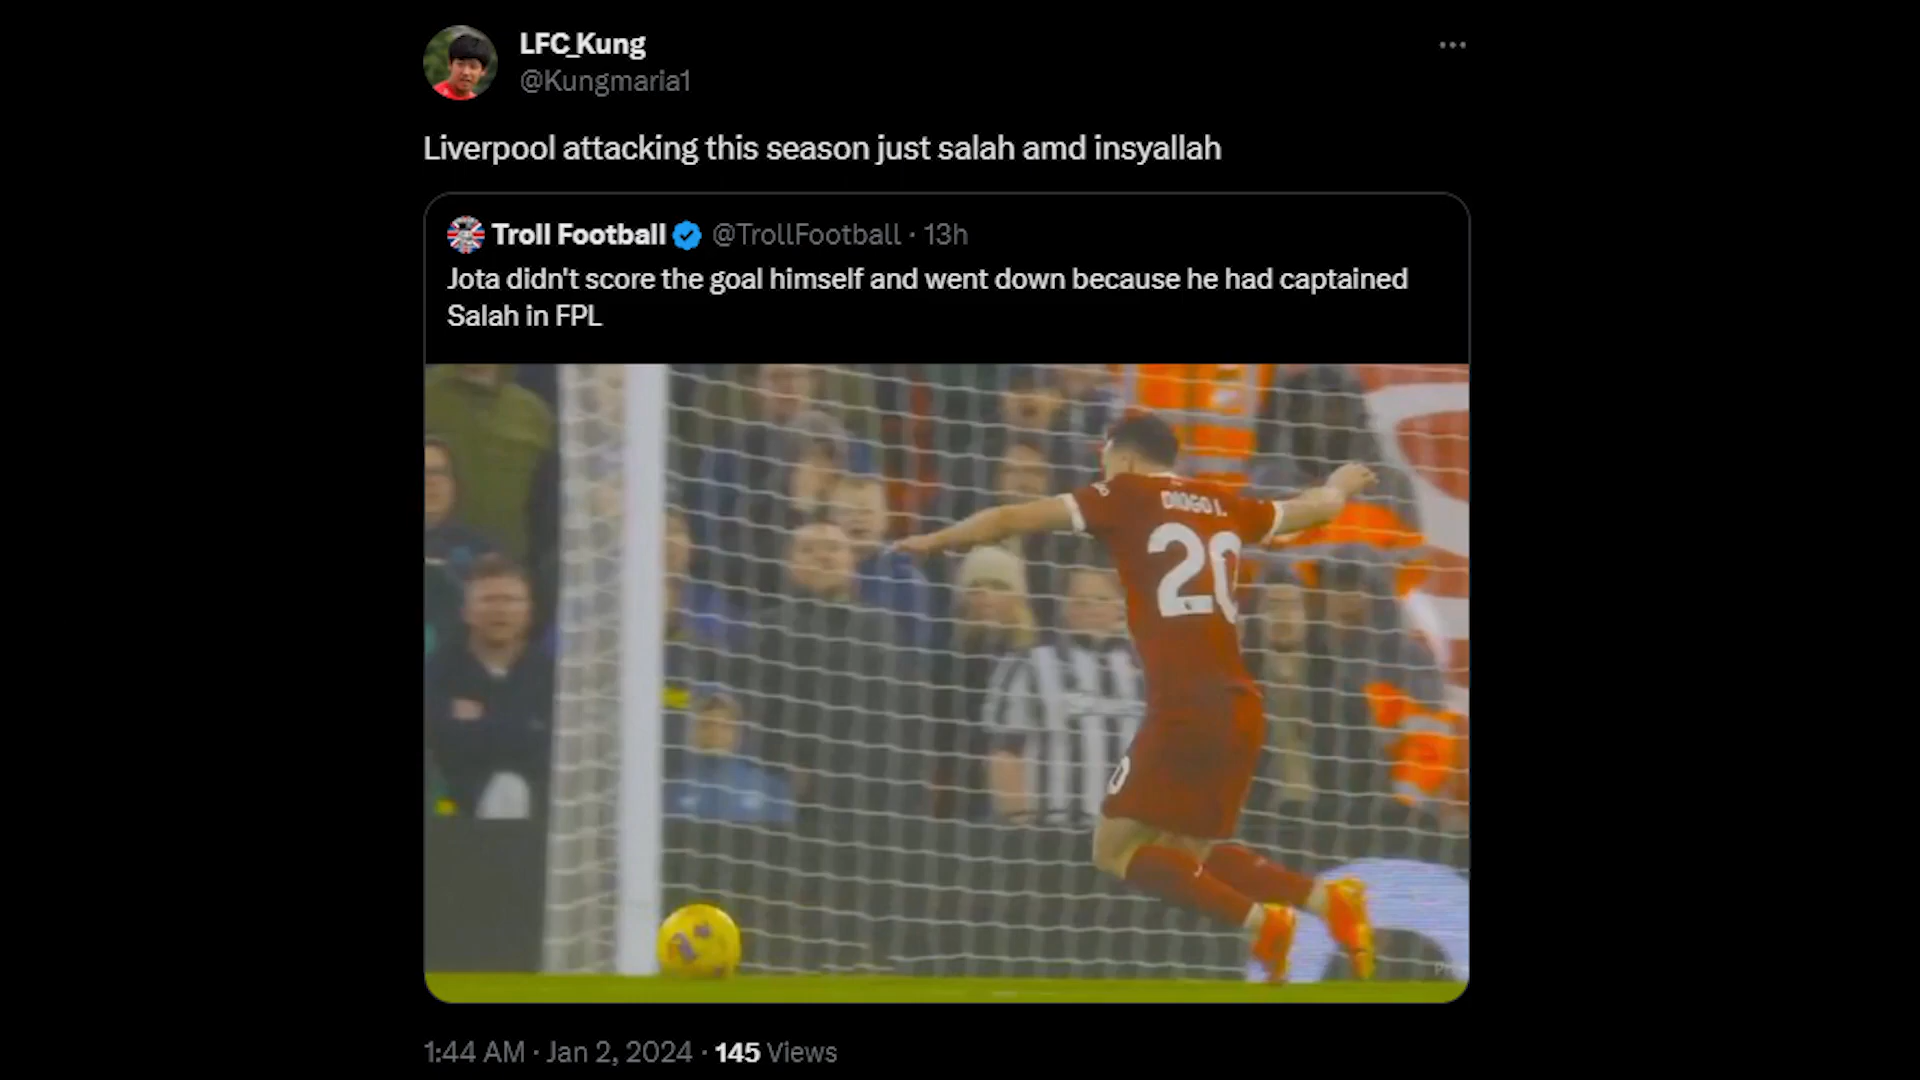 LFC_Kung
@Kungmaria1
Liverpool attacking this season just salah amd insyallah
Troll Football @TrollFootball · 13h
Jota didn't score the goal himself and went down because he had captained
Salah in FPL
DIOGO J.
20
1:44 AM · Jan 2, 2024 · 145 Views